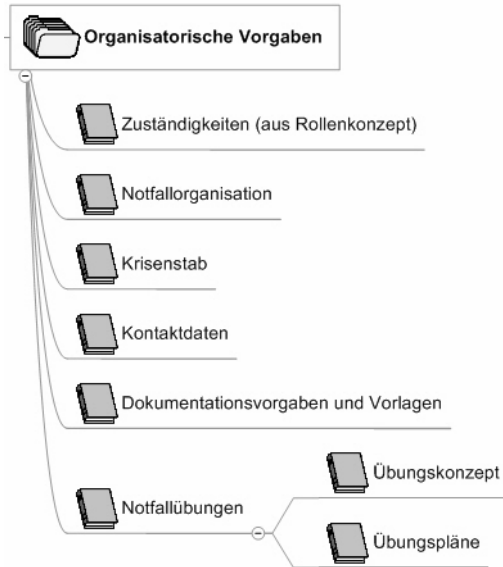 Organisatorische Vorgaben
Zuständigkeiten (aus Rollenkonzept)
Notfallorganisation
Krisenstab
Kontaktdaten
Dokumentationsvorgaben und Vorlagen
Notfallübungen
Übungskonzept
Übungspläne